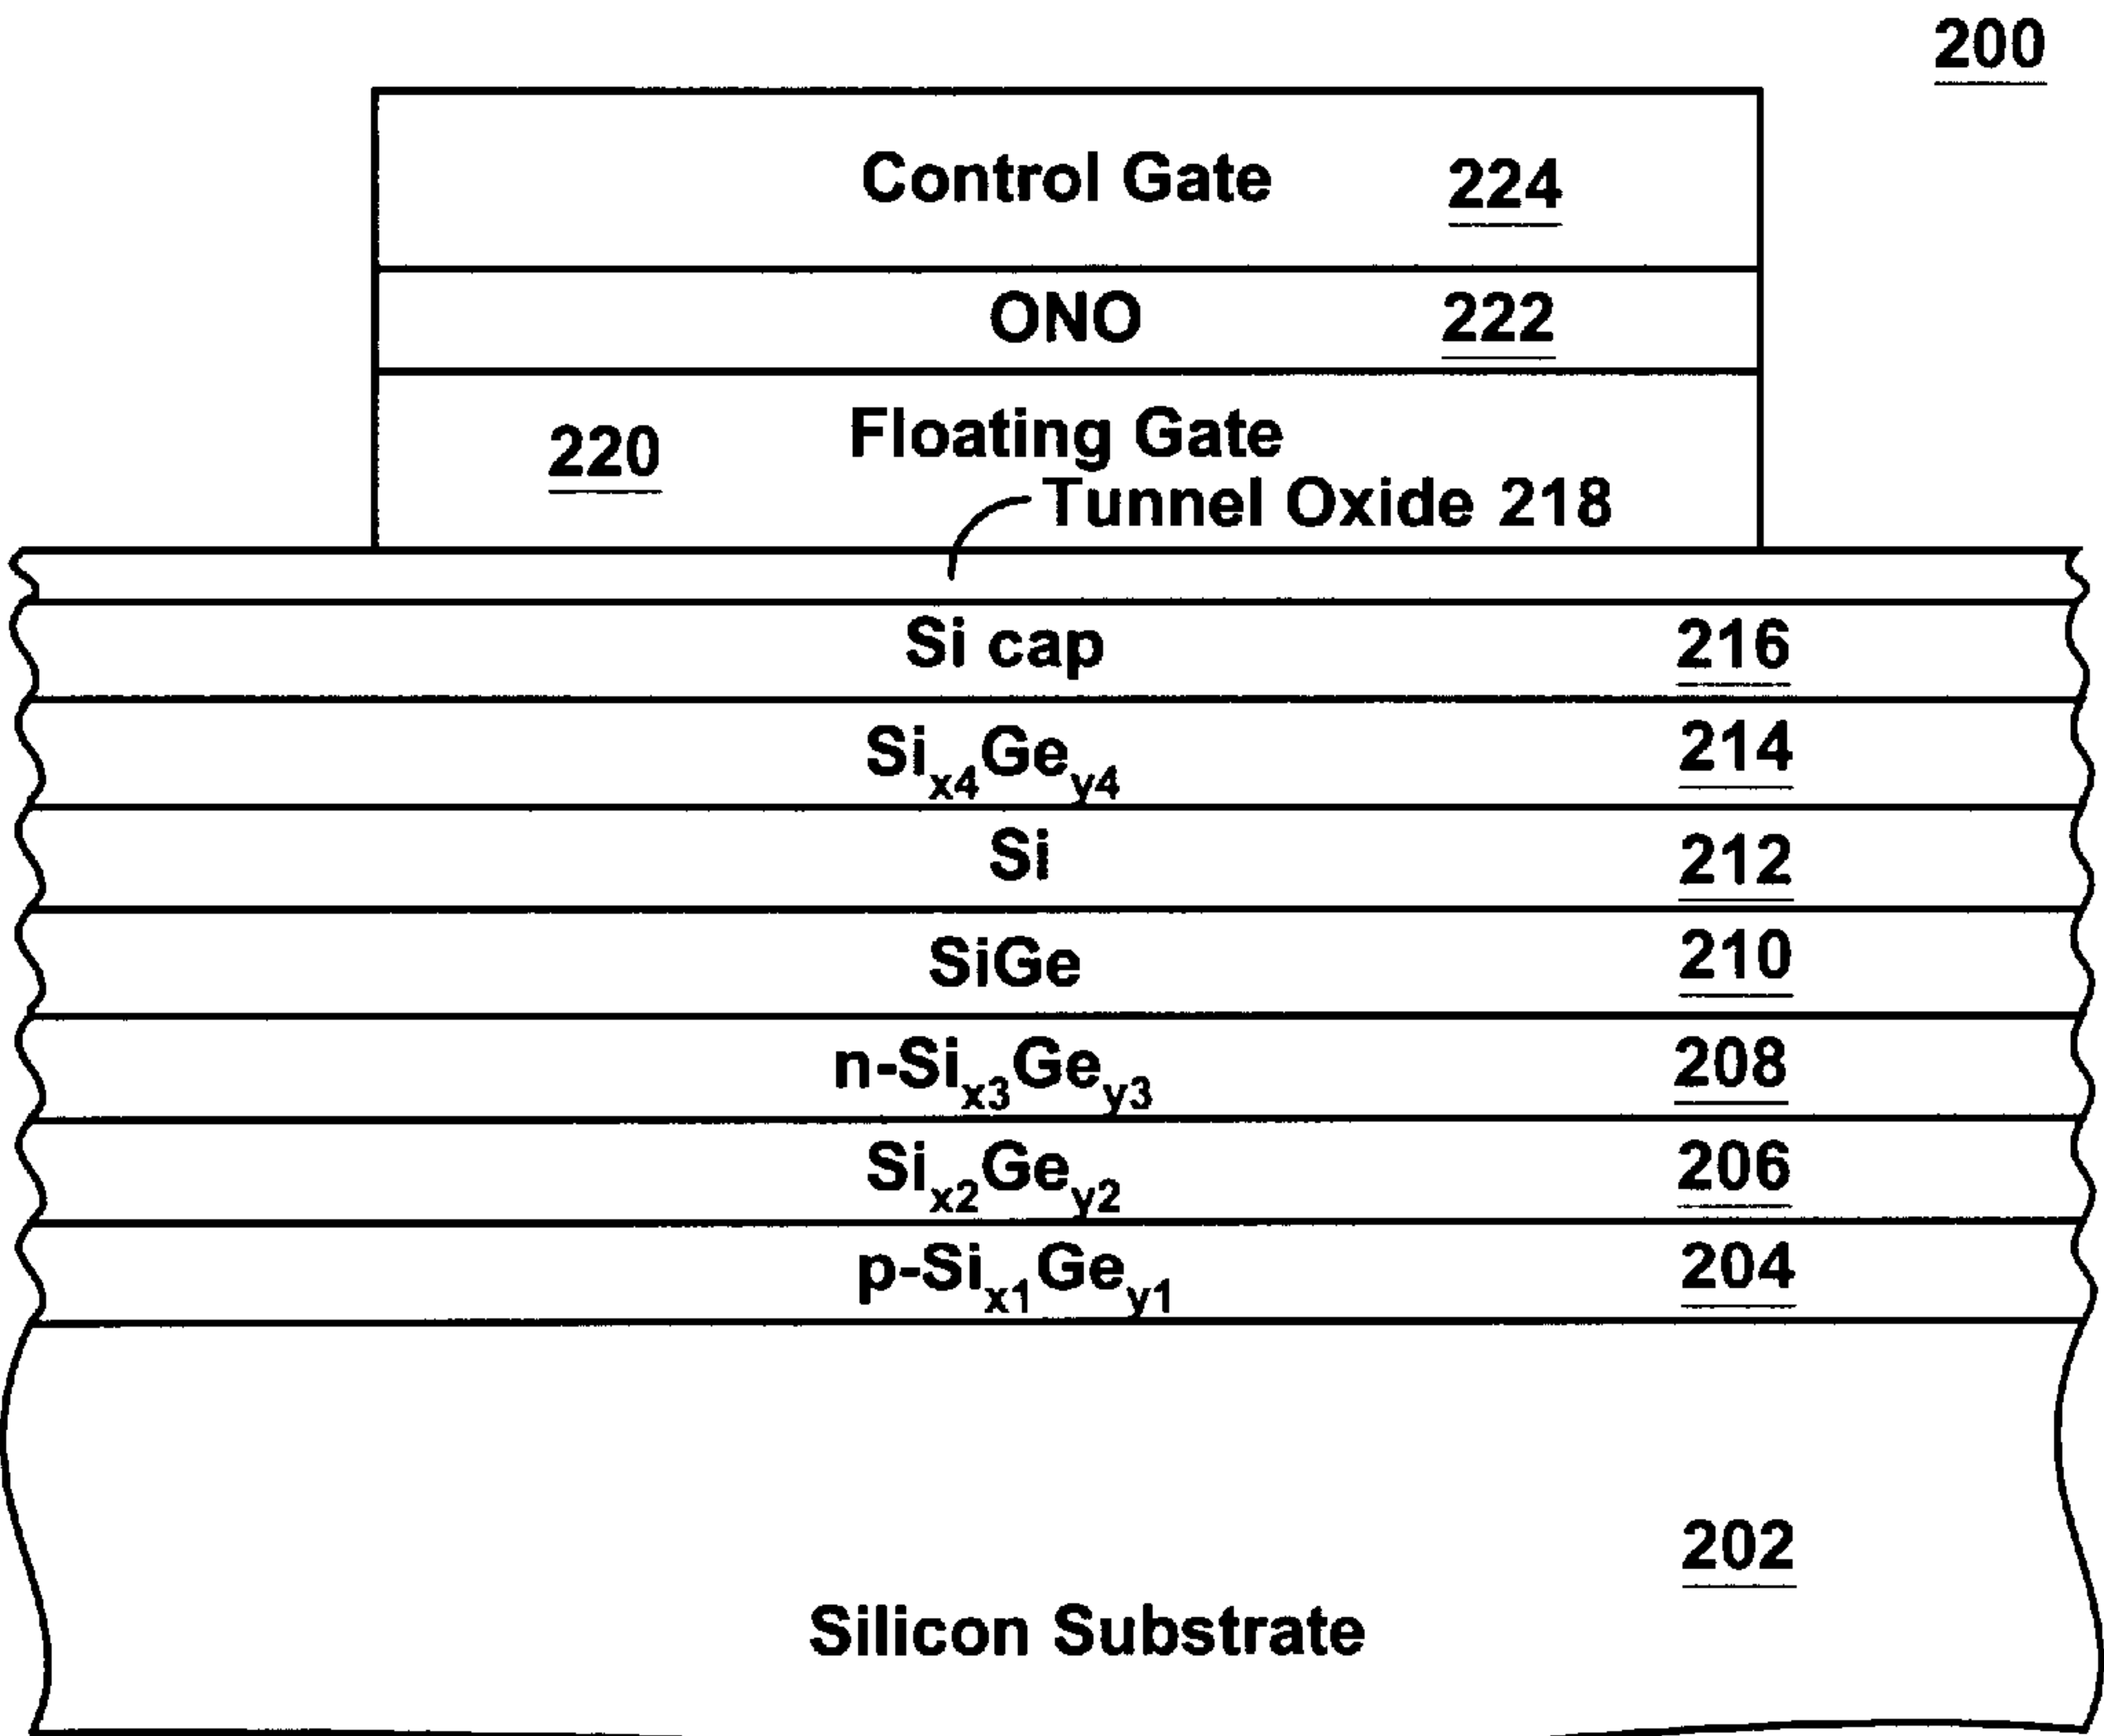 200
Control Gate 224
ONO 222
220 Floating Gate
Tunnel Oxide 218
Si cap 216
Six4Gey4 214
Si 212
SiGe 210
n-Six3Gey3 208
Six2Gey2 206
p-Six1Gey1 204
202
Silicon Substrate